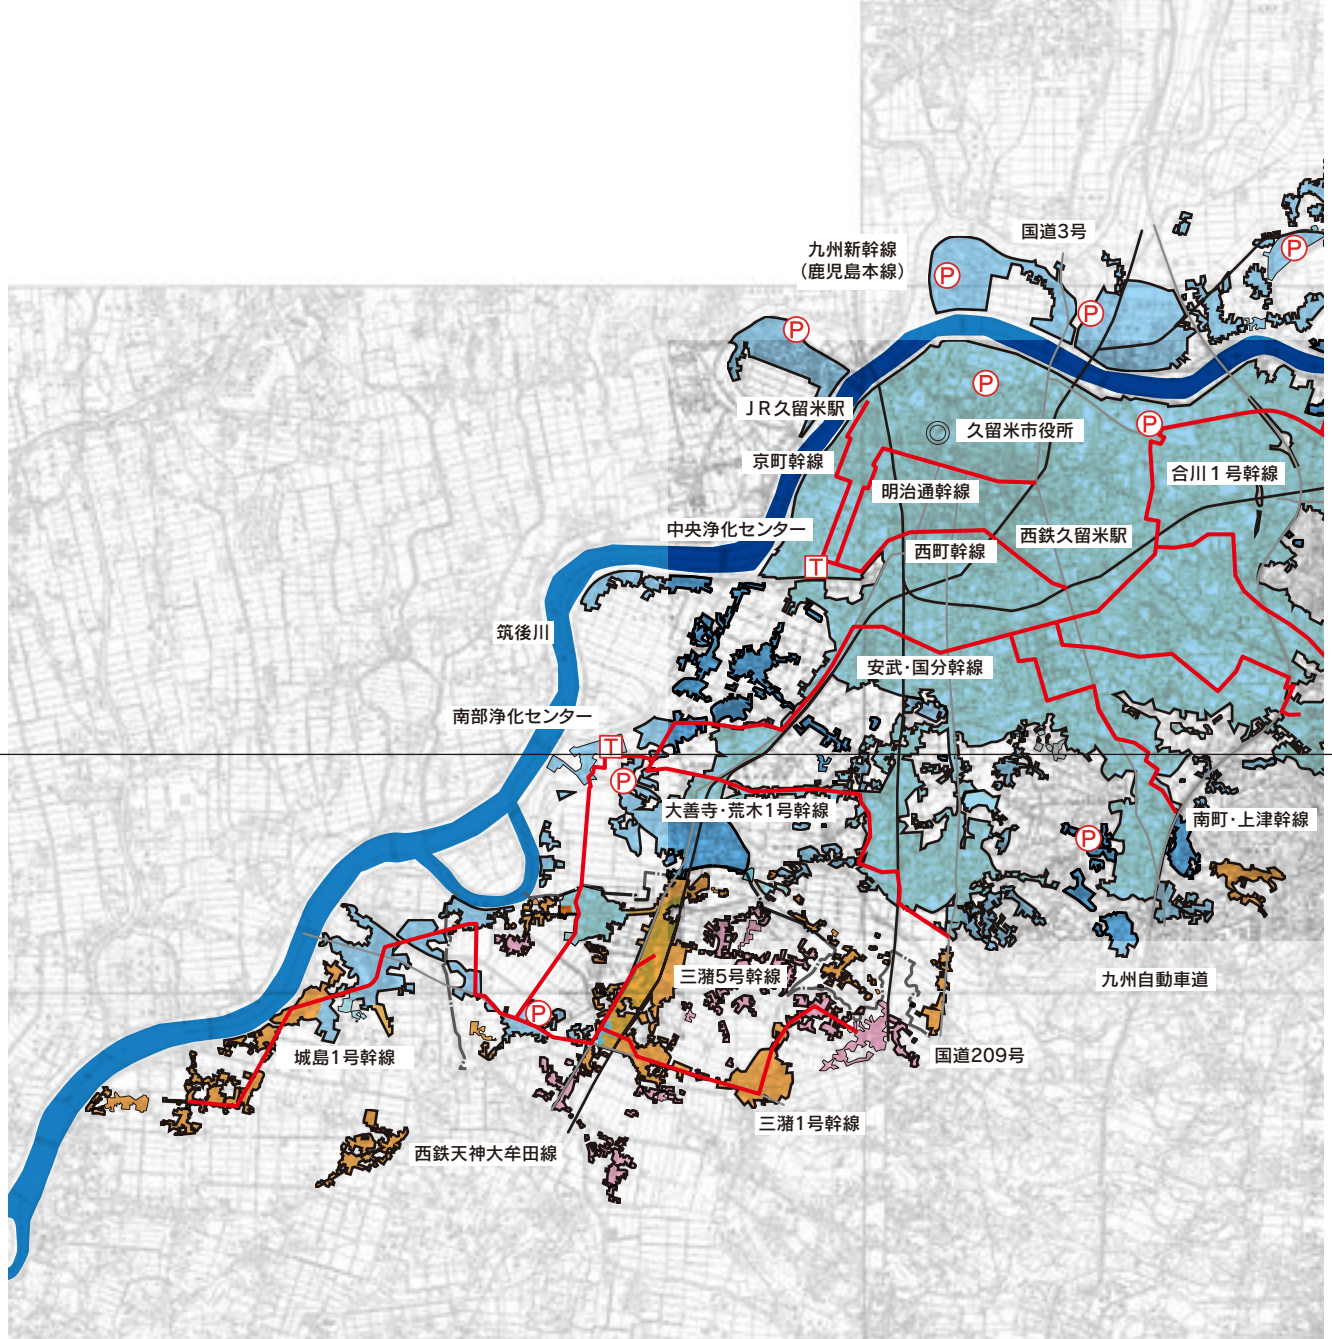 国道3号
九州新幹線
（鹿児島本線）
P
P
P
P
P
JR久留米駅
久留米市役所
P
京町幹線
明治通幹線
合川1号幹線
中央浄化センター
西鉄久留米駅
西町幹線
T
筑後川
安武・国分幹線
南部浄化センター
T
P
大善寺・荒木1号幹線
南町・上津幹線
P
三潴5号幹線
九州自動車道
P
城島1号幹線
国道209号
三潴1号幹線
西鉄天神大牟田線